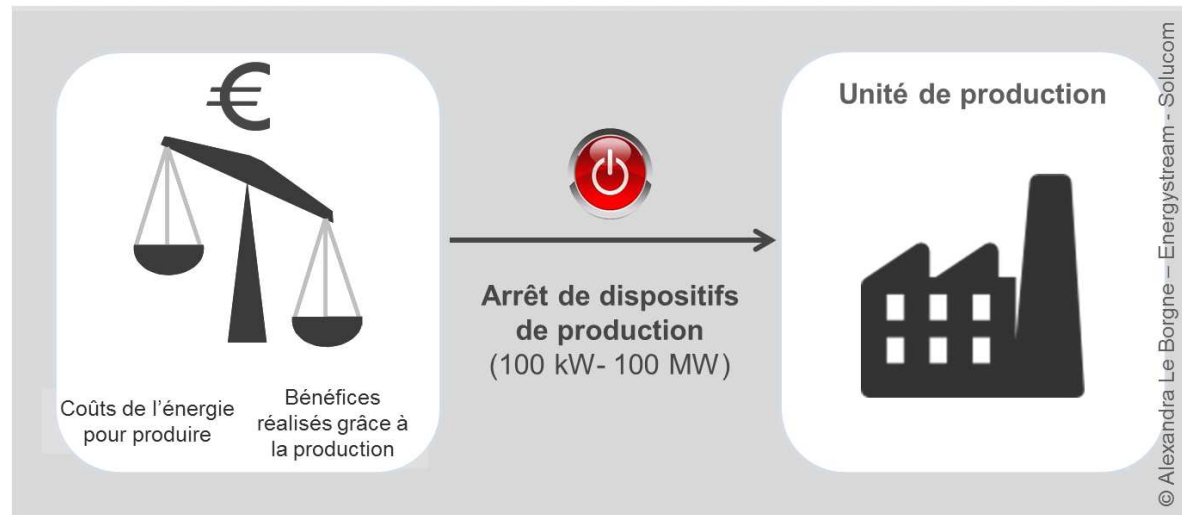 €
Coûts de l’énergie
pour produire
Bénéfices
réalisés grâce à
la production
Arrêt de dispositifs
de production
(100 kW- 100 MW)
Unité de production
© Alexandra Le Borgne – Energystream - Solucom